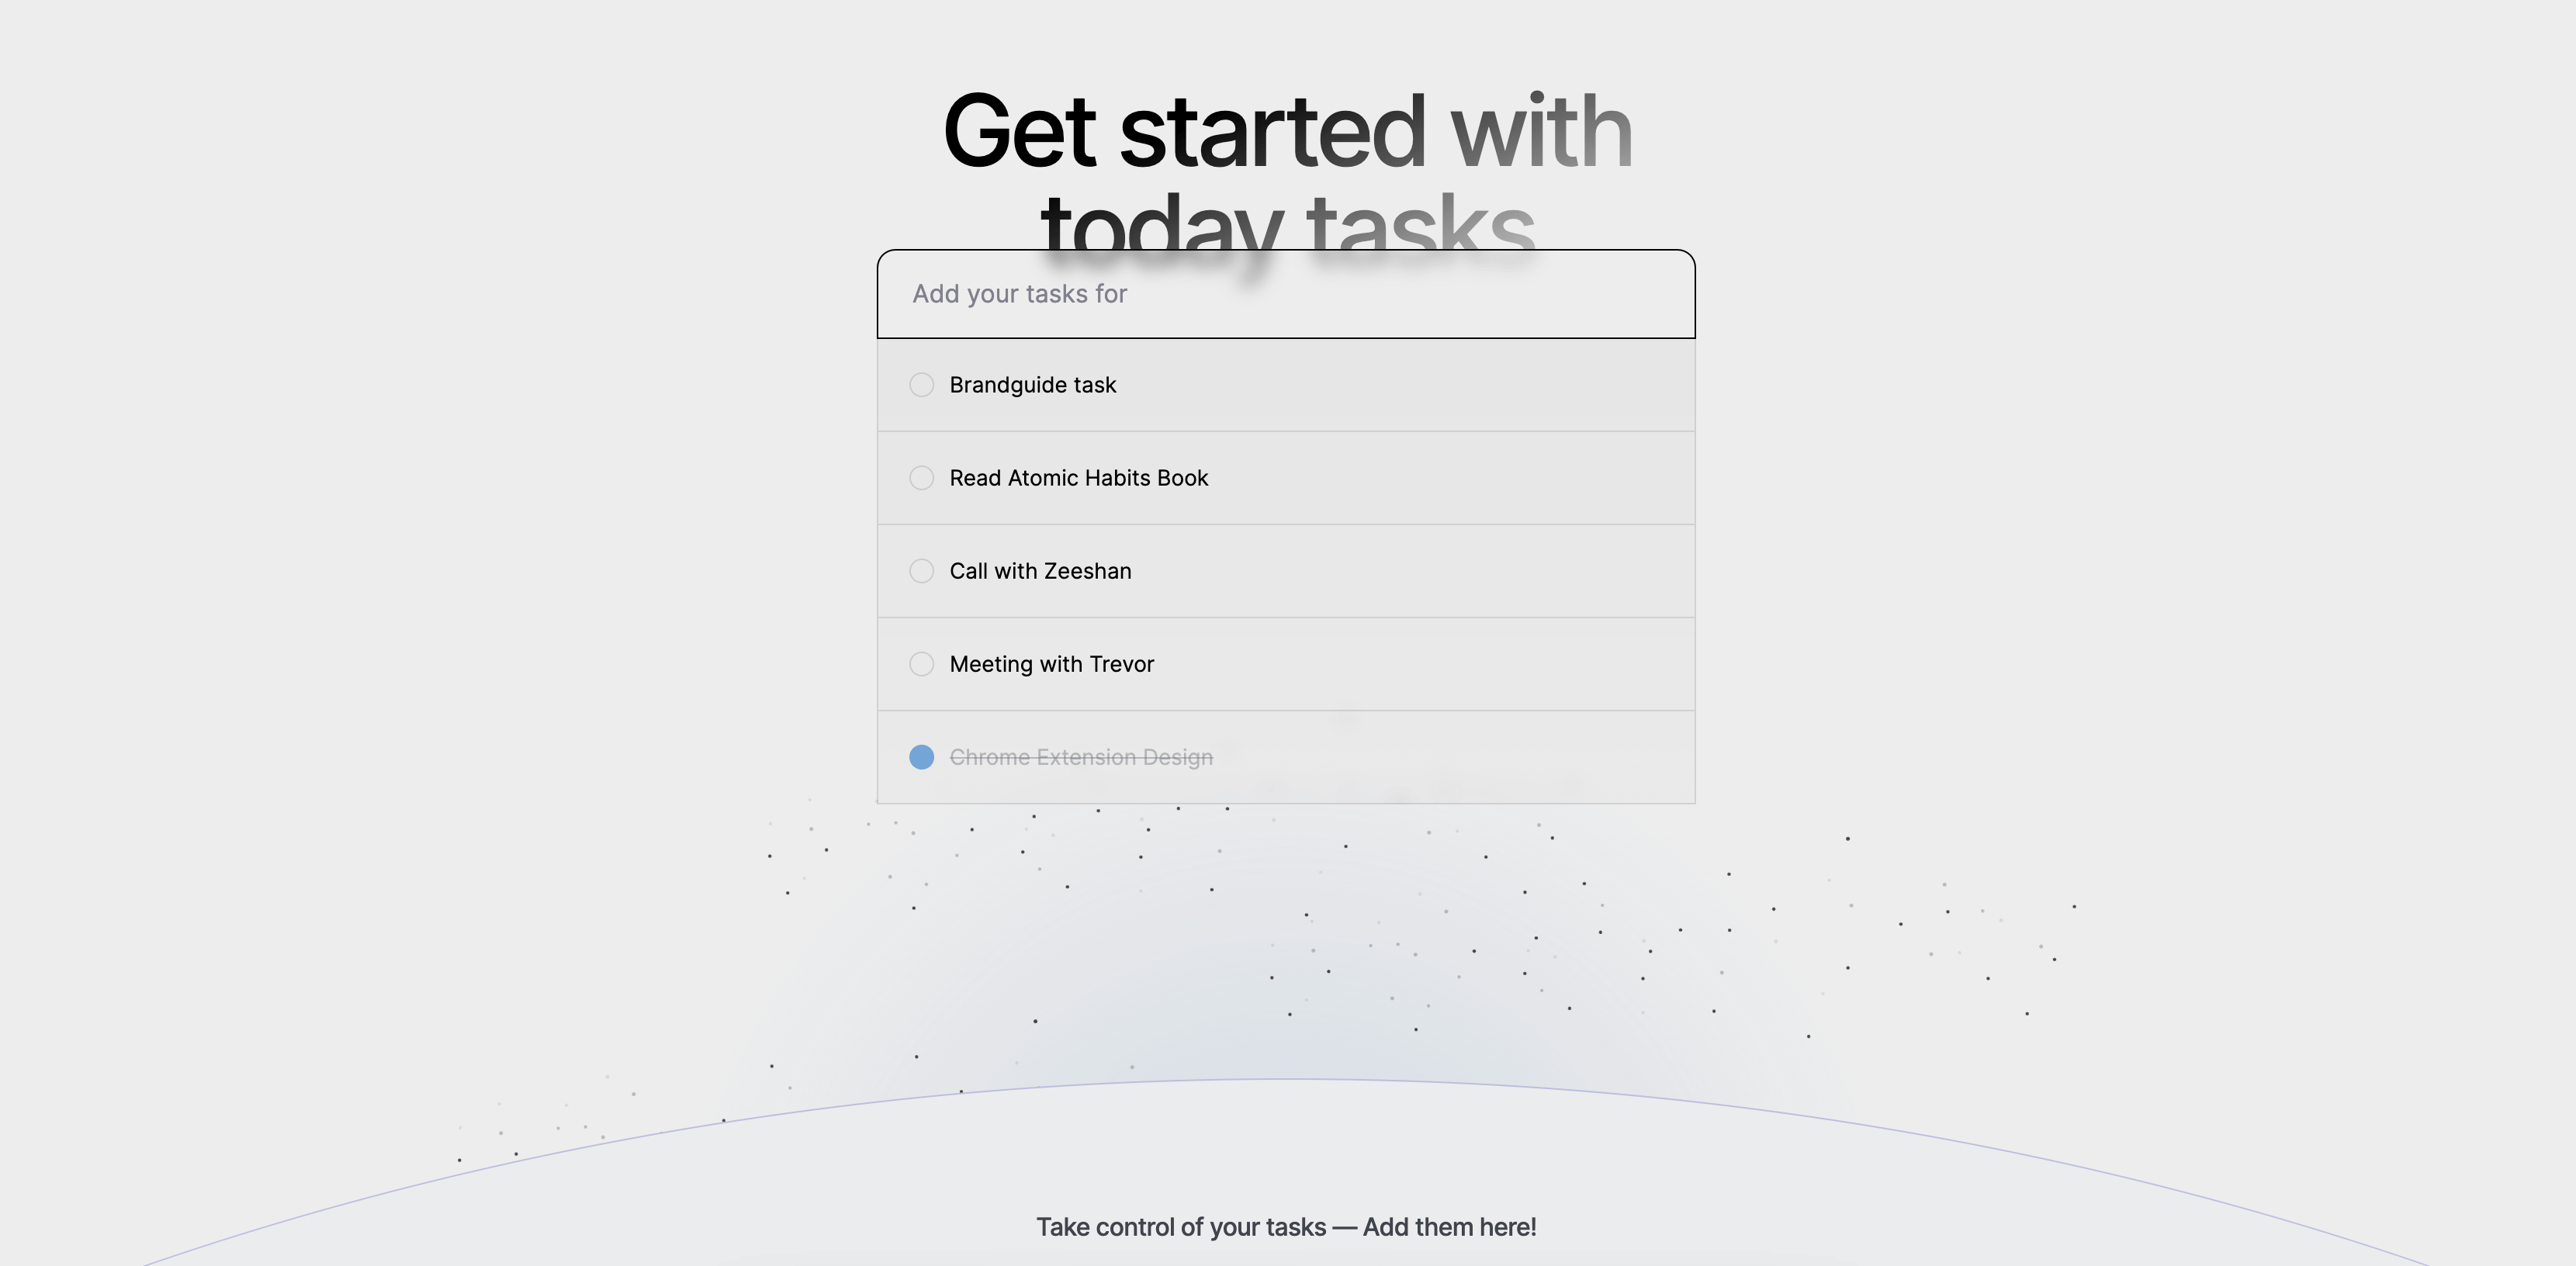 Get started with
today tasks
Add your tasks for
Brandguide task
Read Atomic Habits Book
Call with Zeeshan
Meeting with Trevor
Chrome Extension Design
Take control of your tasks — Add them here!